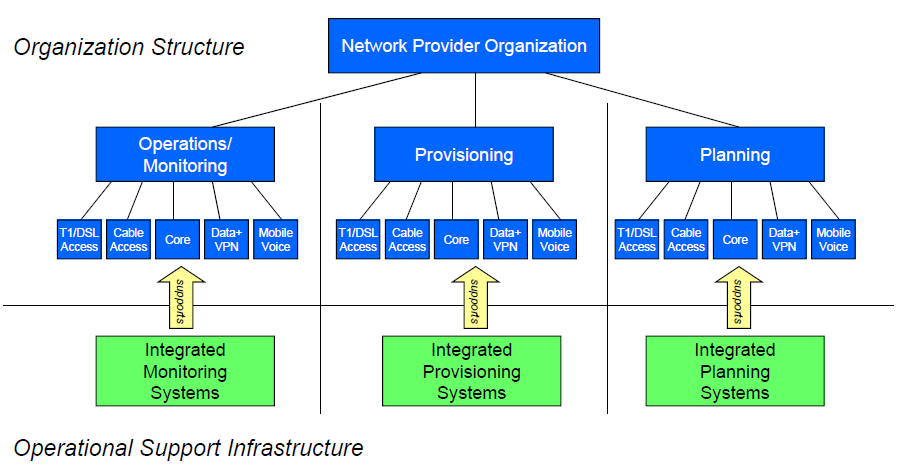 Organization Structure
Network Provider Organization
Operations/
Monitoring
Provisioning
Planning
T1/DSL
Access
Cable
Access
Core
Data+
VPN
Mobile
Voice
T1/DSL
Access
Cable
Access
Core
Data+
VPN
Mobile
Voice
T1/DSL
Access
Cable
Access
Core
Data+
VPN
Mobile
Voice
supports
supports
supports
Integrated
Monitoring
Systems
Integrated
Provisioning
Systems
Integrated
Planning
Systems
Operational Support Infrastructure